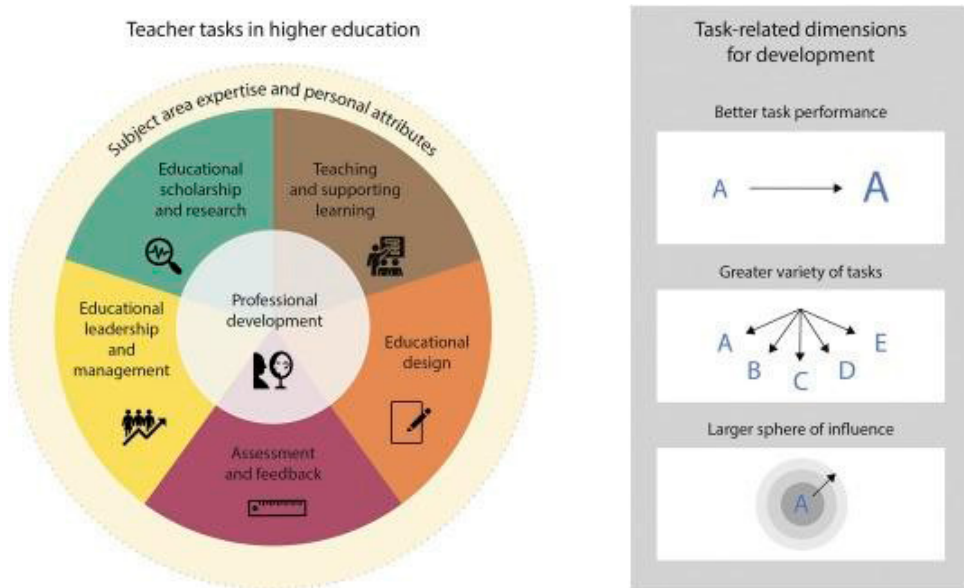 Teacher tasks in higher education
Subject area expertise and personal attributes
Educational
scholarship
and research
Teaching
and supporting
learning
Educational
leadership
and
management
Professional
development
Educational
design
Assessment
and feedback
Task-related dimensions
for development
Better task performance
A
A
Greater variety of tasks
A
B
C
D
E
Larger sphere of influence
A